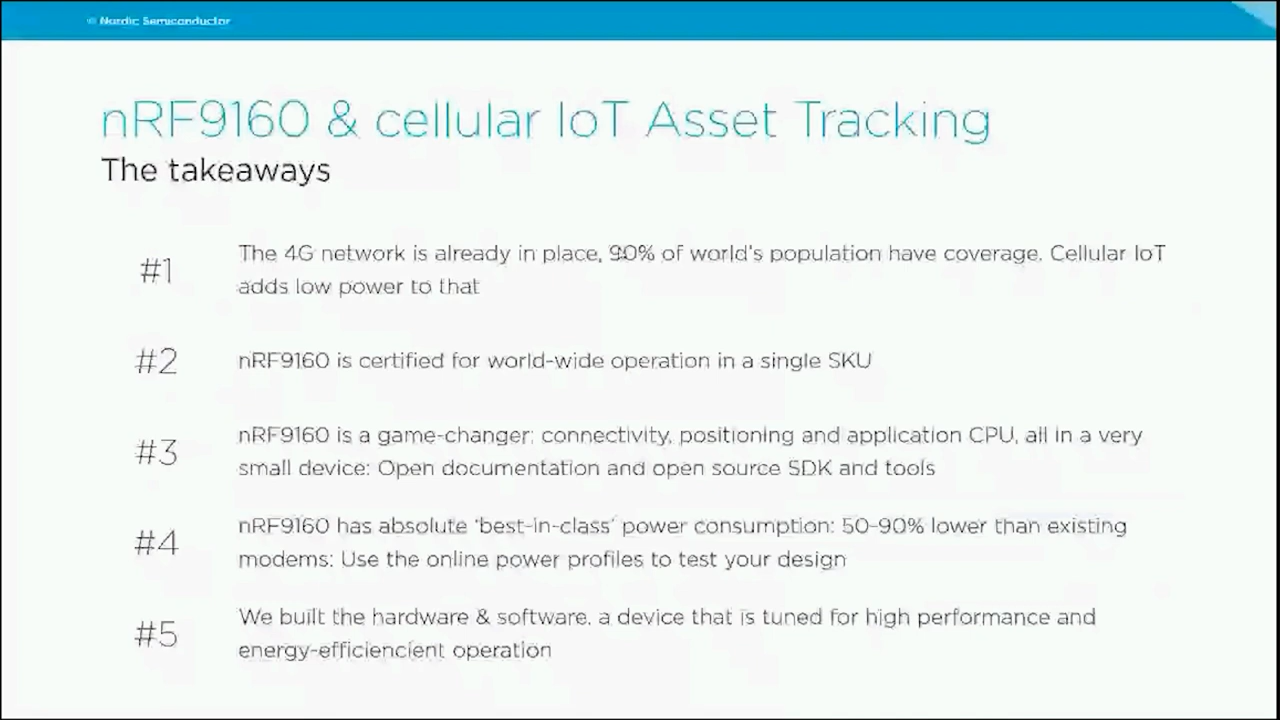 © Nordic Semiconductor
nRF9160 & cellular IoT Asset Tracking
The takeaways
#1
The 4G network is already in place, 90% of world's population have coverage. Cellular IoT
adds low power to that
#2
nRF9160 is certified for world-wide operation in a single SKU
#3
nRF9160 is a game-changer; connectivity, positioning and application CPU, all in a very
small device: Open documentation and open source SDK and tools
#4
nRF9160 has absolute 'best-in-class' power consumption: 50-90% lower than existing
modems: Use the online power profiles to test your design
#5
We built the hardware & software, a device that is tuned for high performance and
energy-efficiencient operation